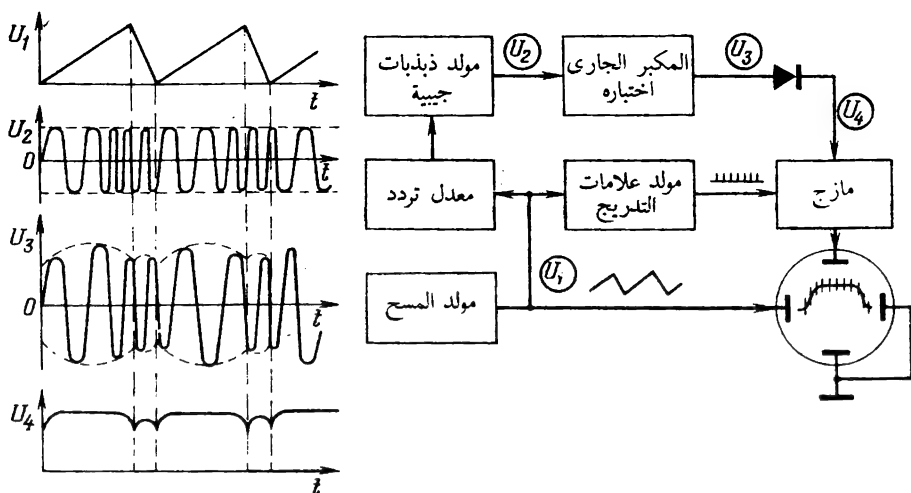 U₁
t
U₂
0
t
U₃
0
t
U₄
t
مولد ذبذبات
جيبية
U₂
المكبر الجارى
اختباره
U₃
U₄
معدل تردد
مولد علامات
التدريج
مازج
مولد المسح
U₁